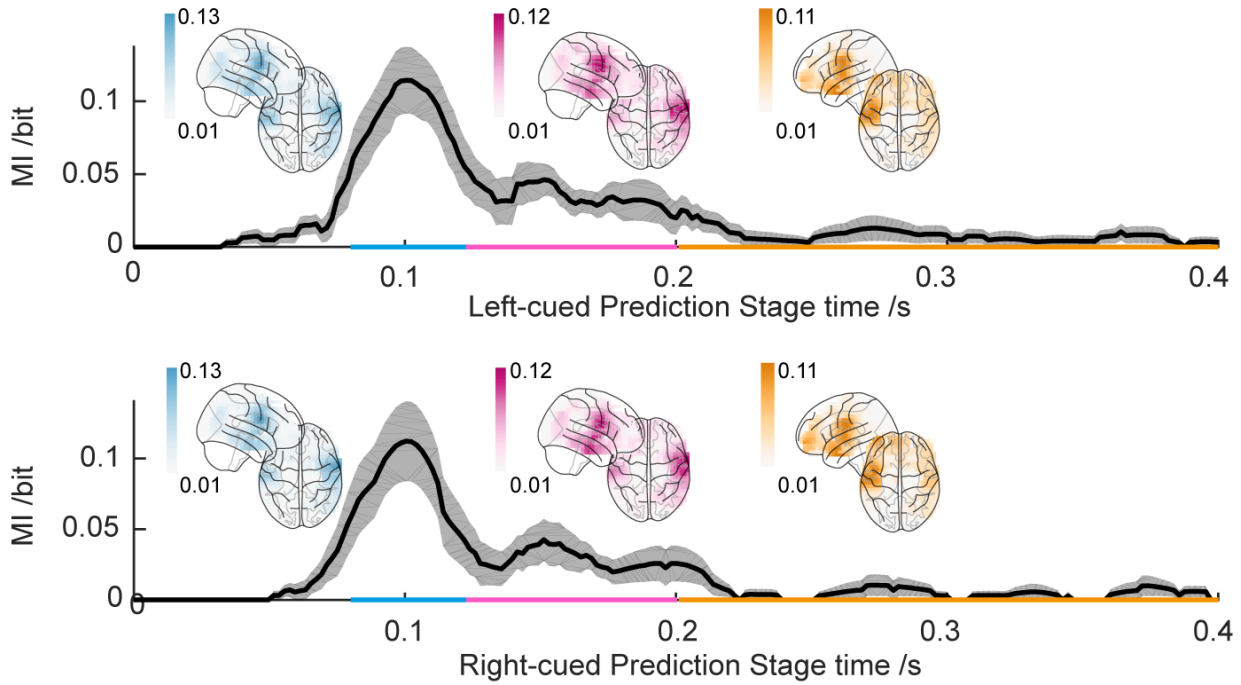 0.13 0.12 0.11
0.1
0.01 0.01 0.01
MI /bit
0.05
0
0 0.1 0.2 0.3 0.4
Left-cued Prediction Stage time /s
0.13 0.12 0.11
0.1
0.01 0.01 0.01
MI /bit
0.05
0
0.1 0.2 0.3 0.4
Right-cued Prediction Stage time /s